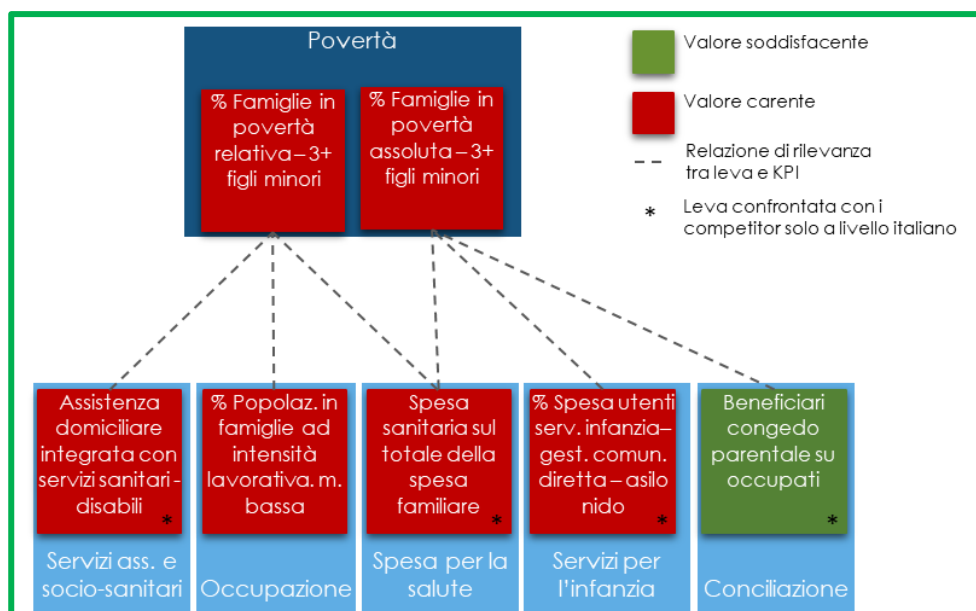 Povertà
% Famiglie in
povertà
relativa – 3+
figli minori
% Famiglie in
povertà
assoluta – 3+
figli minori
Valore soddisfacente
Valore carente
Relazione di rilevanza
tra leva e KPI
*
Leva confrontata con i
competitor solo a livello italiano
Assistenza
domiciliare
integrata con
servizi sanitari -
disabili
*
% Popolaz. in
famiglie ad
intensità
lavorativa. m.
bassa
Spesa
sanitaria sul
totale della
spesa
familiare
*
% Spesa utenti
serv. infanzia–
gest. comun.
diretta – asilo
nido
*
Beneficiari
congedo
parentale su
occupati
*
Servizi ass. e
socio-sanitari
Occupazione
Spesa per la
salute
Servizi per
l'infanzia
Conciliazione